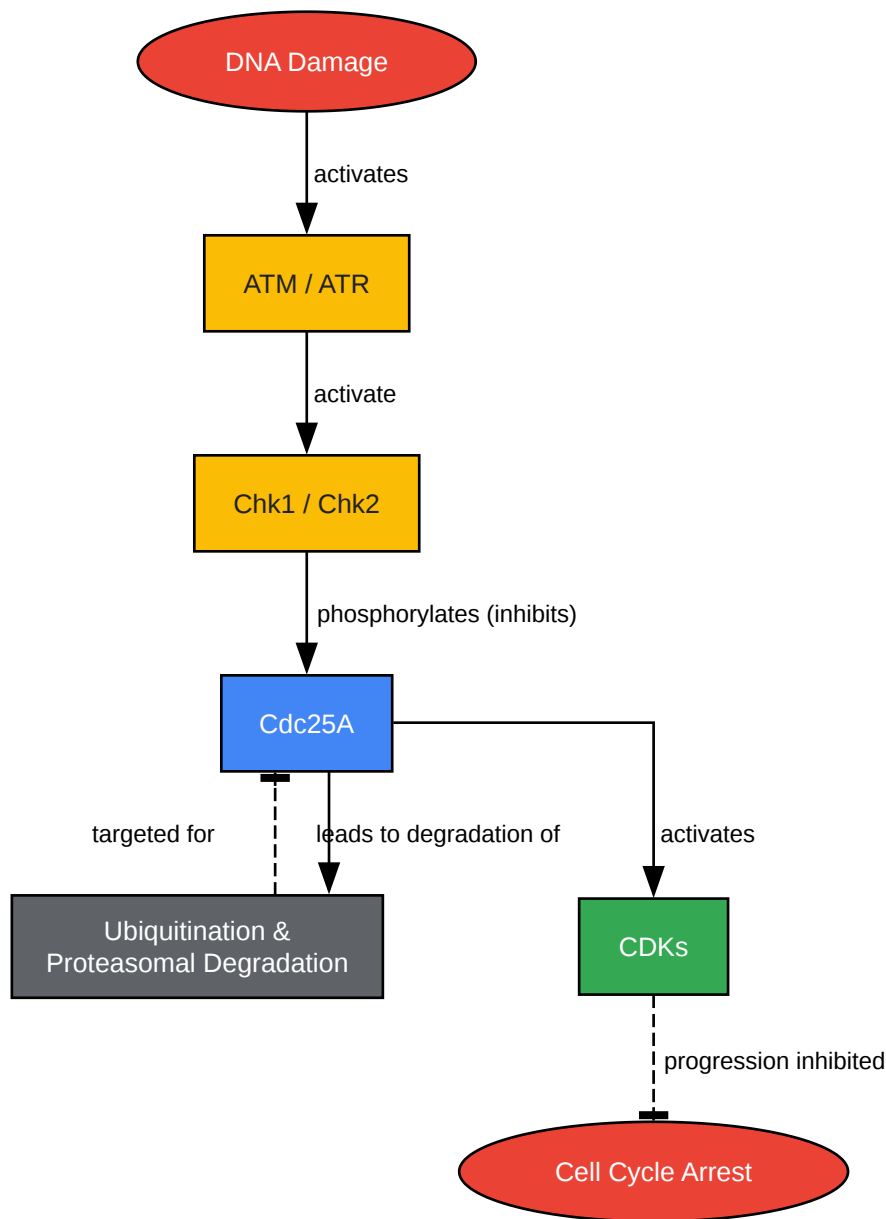 DNA Damage
activates
ATM / ATR
activate
Chk1 / Chk2
phosphorylates (inhibits)
Cdc25A
targeted for
leads to degradation of
activates
Ubiquitination &
Proteasomal Degradation
CDKs
progression inhibited
Cell Cycle Arrest